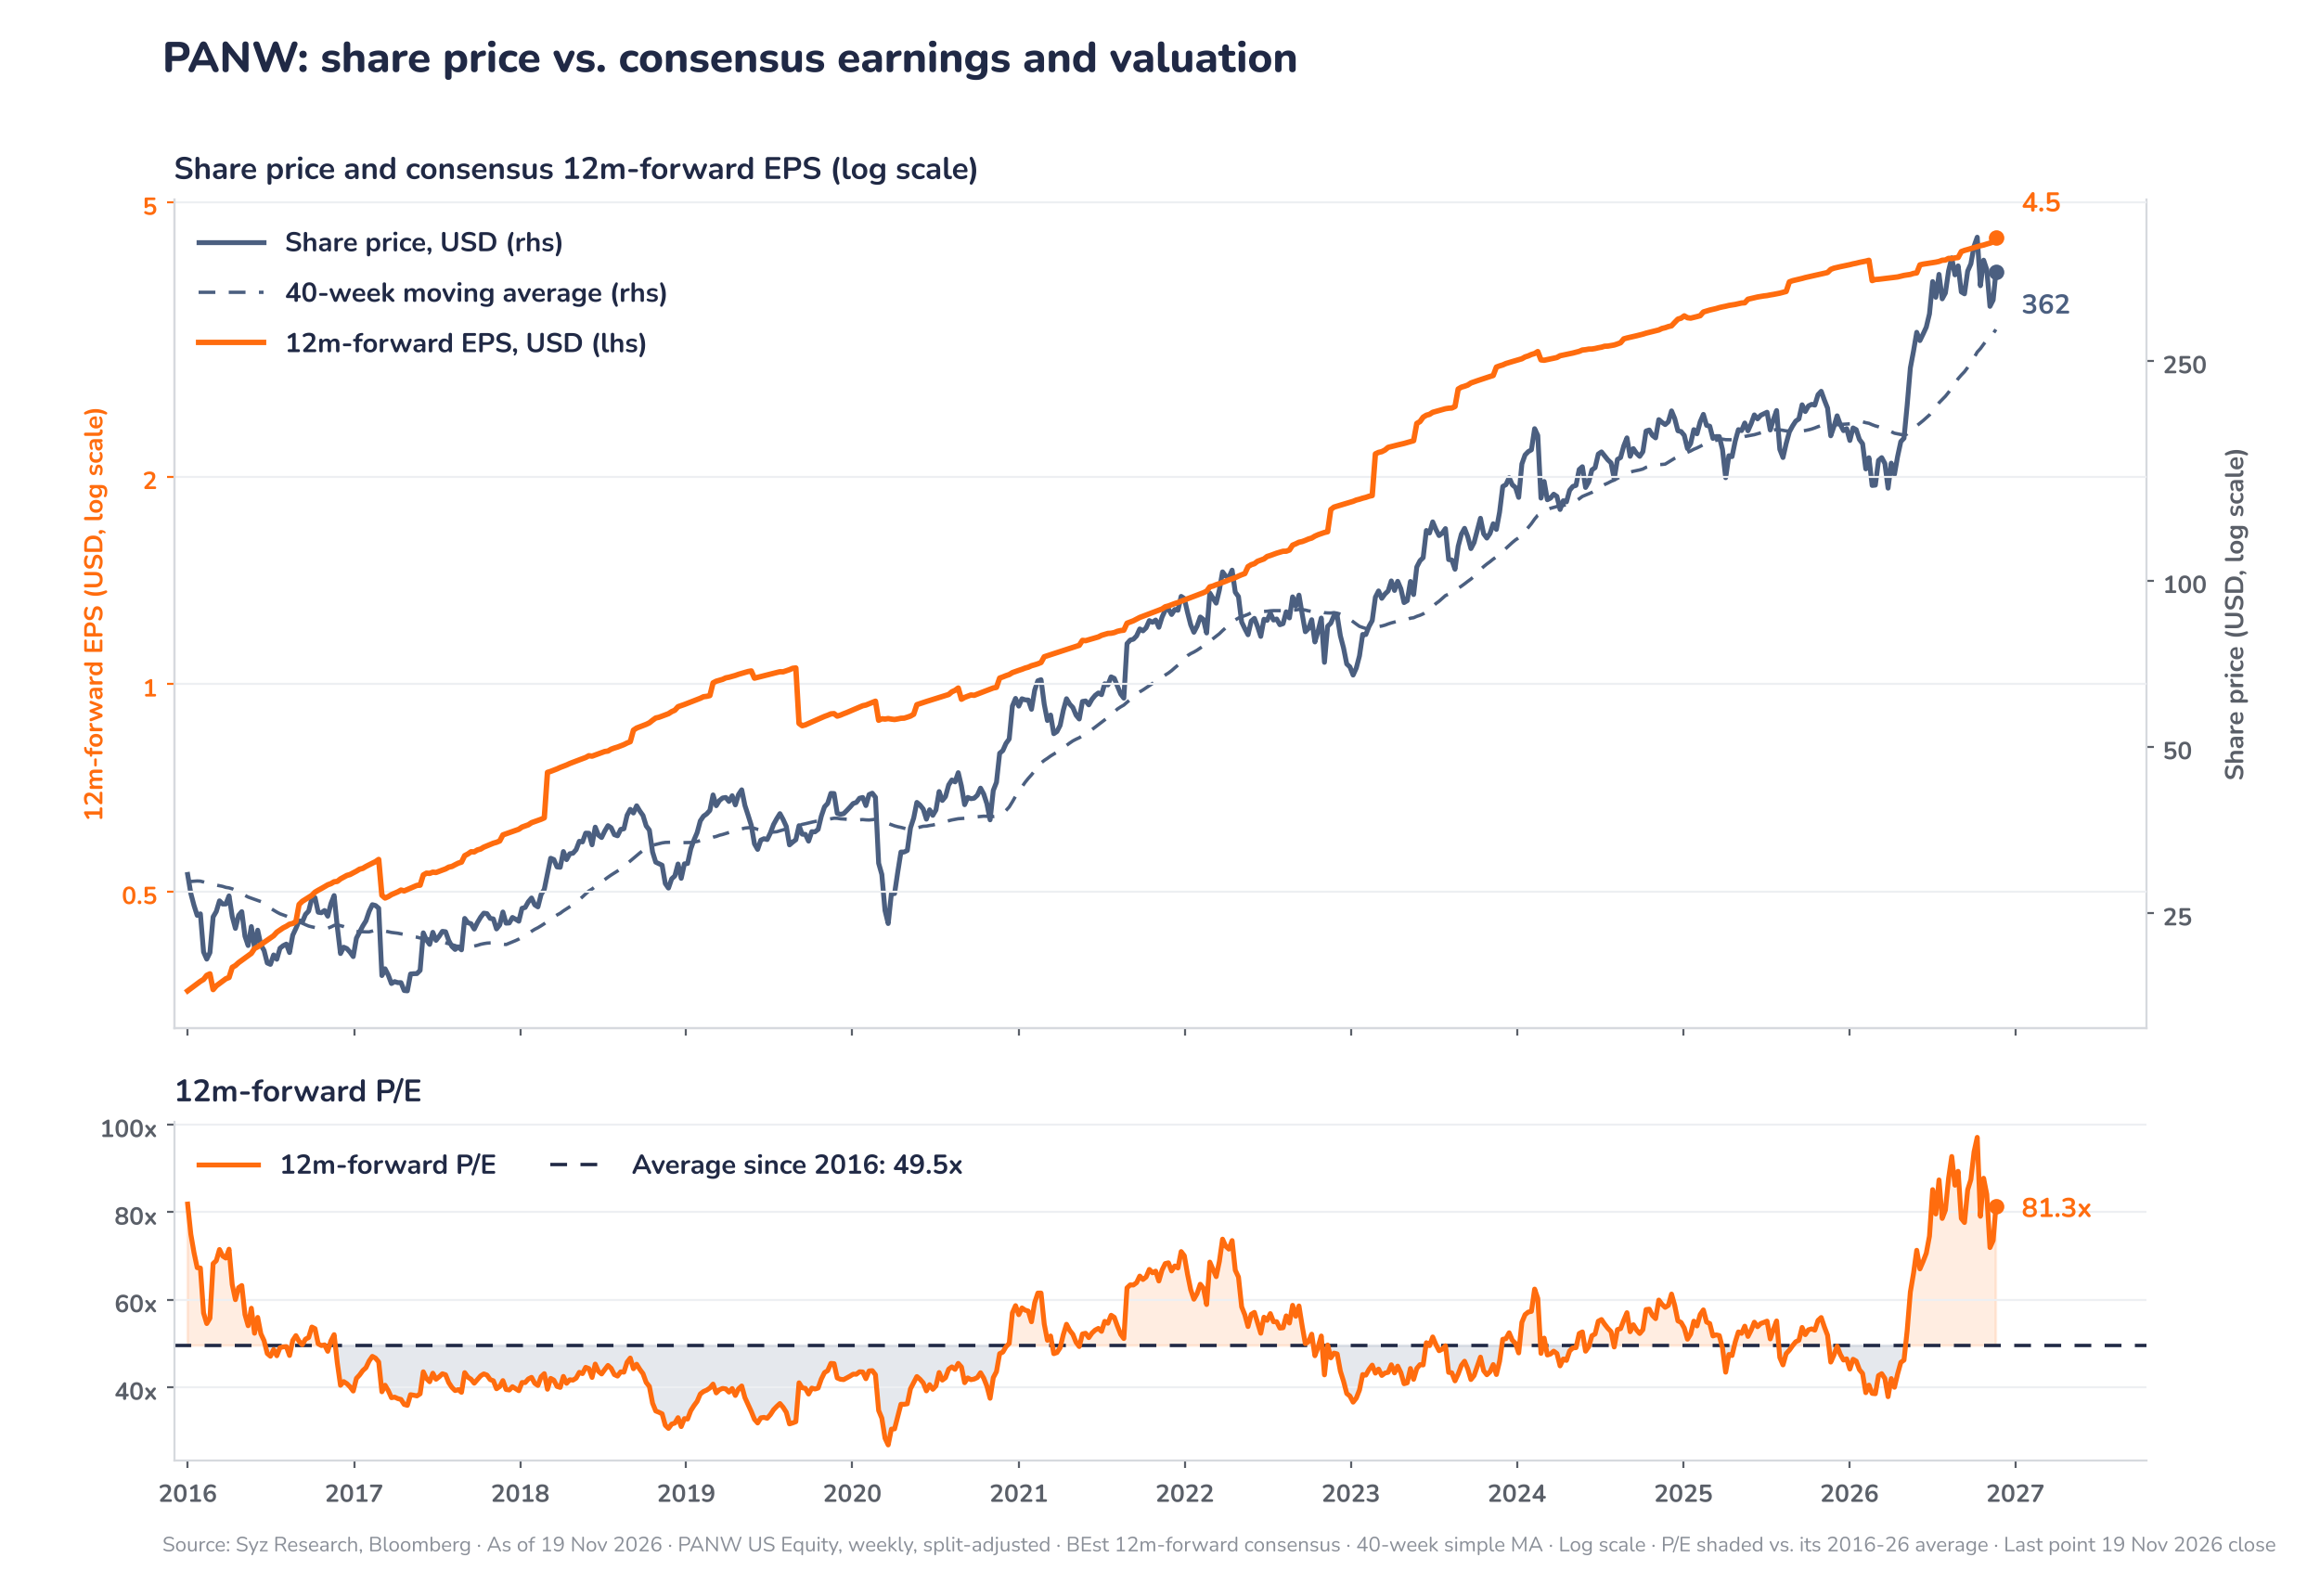 PANW: share price vs. consensus earnings and valuation
Share price and consensus 12m-forward EPS (log scale)
Share price, USD (rhs)
40-week moving average (rhs)
12m-forward EPS, USD (lhs)
12m-forward EPS (USD, log scale)
5
2
1
0.5
4.5
362
250
100
50
25
Share price (USD, log scale)
12m-forward P/E
12m-forward P/E
Average since 2016: 49.5x
100x
80x
60x
40x
81.3x
2016 2017 2018 2019 2020 2021 2022 2023 2024 2025 2026 2027
Source: Syz Research, Bloomberg · As of 19 Nov 2026 · PANW US Equity, weekly, split-adjusted · BEst 12m-forward consensus · 40-week simple MA · Log scale · P/E shaded vs. its 2016-26 average · Last point 19 Nov 2026 close